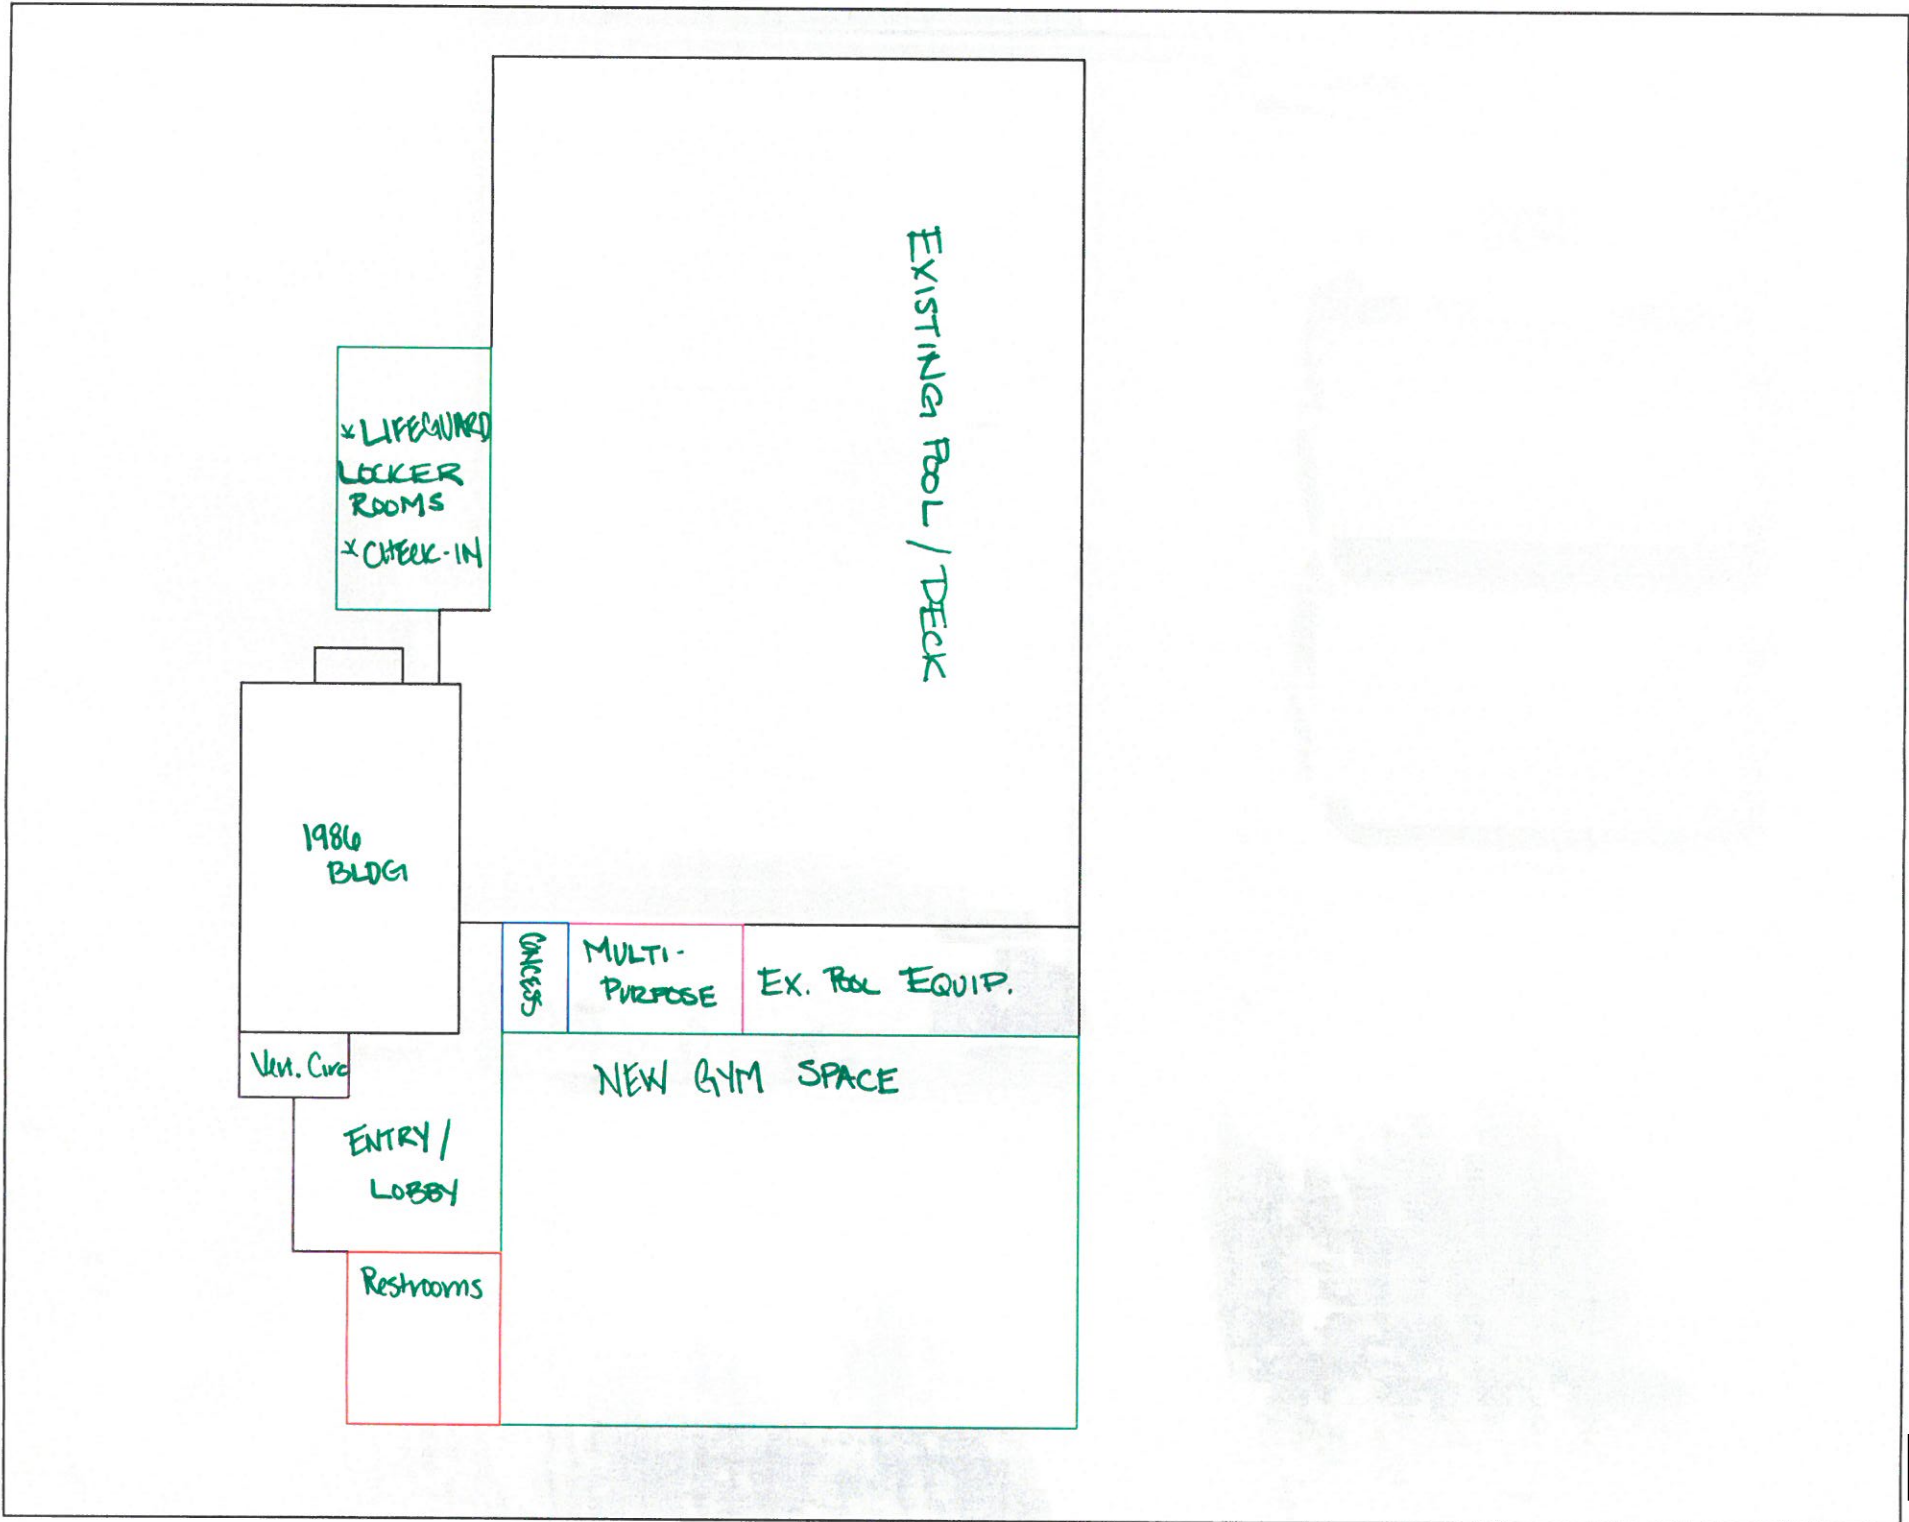 EXISTING POOL / DECK
* LIFEGUARD
LOCKER
ROOMS
* CHECK-IN
1986
BLDG
CONCESS
MULTI-
PURPOSE
EX. POOL EQUIP.
Vert. Circ
NEW GYM SPACE
ENTRY /
LOBBY
Restrooms